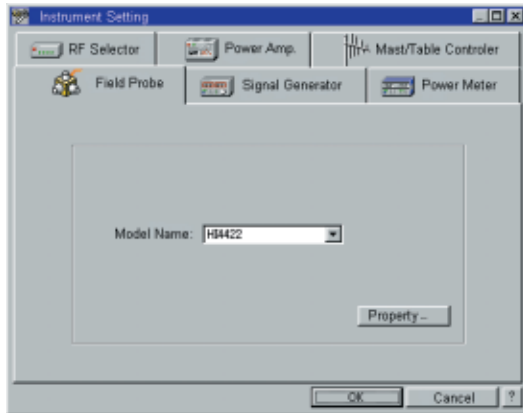 Instrument Setting
RF Selector
Power Amp.
Mast/Table Controler
Field Probe
Signal Generator
Power Meter
Model Name: HI4422
Property...
OK
Cancel
?